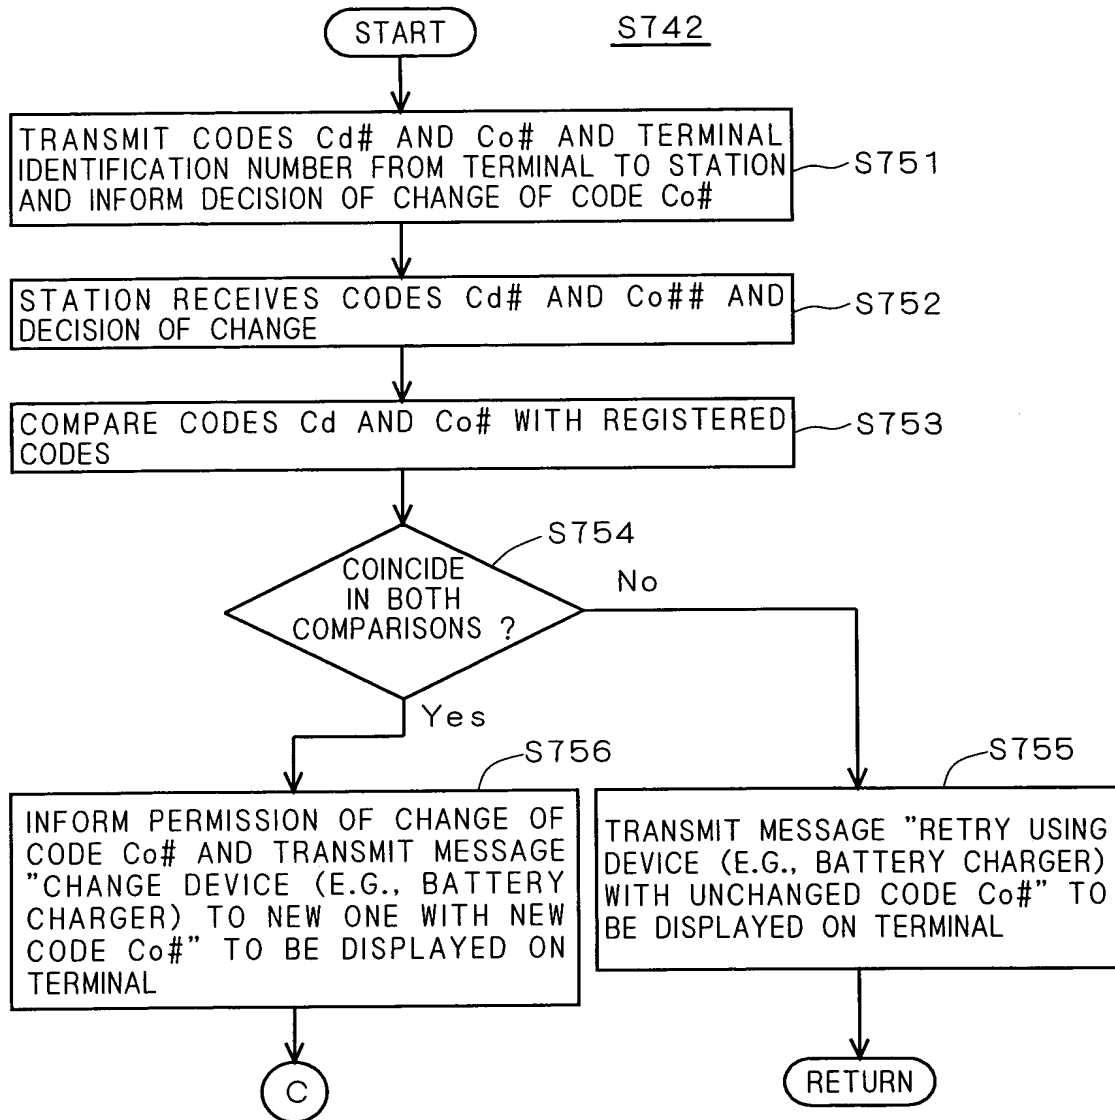 START
S742
TRANSMIT CODES Cd# AND Co# AND TERMINAL
IDENTIFICATION NUMBER FROM TERMINAL TO STATION
AND INFORM DECISION OF CHANGE OF CODE Co#
S751
STATION RECEIVES CODES Cd# AND Co## AND
DECISION OF CHANGE
S752
COMPARE CODES Cd AND Co# WITH REGISTERED
CODES
S753
S754
COINCIDE
IN BOTH
COMPARISONS ?
No
Yes
S756
INFORM PERMISSION OF CHANGE OF
CODE Co# AND TRANSMIT MESSAGE
"CHANGE DEVICE (E.G., BATTERY
CHARGER) TO NEW ONE WITH NEW
CODE Co#" TO BE DISPLAYED ON
TERMINAL
S755
TRANSMIT MESSAGE "RETRY USING
DEVICE (E.G., BATTERY CHARGER)
WITH UNCHANGED CODE Co#" TO
BE DISPLAYED ON TERMINAL
C
RETURN